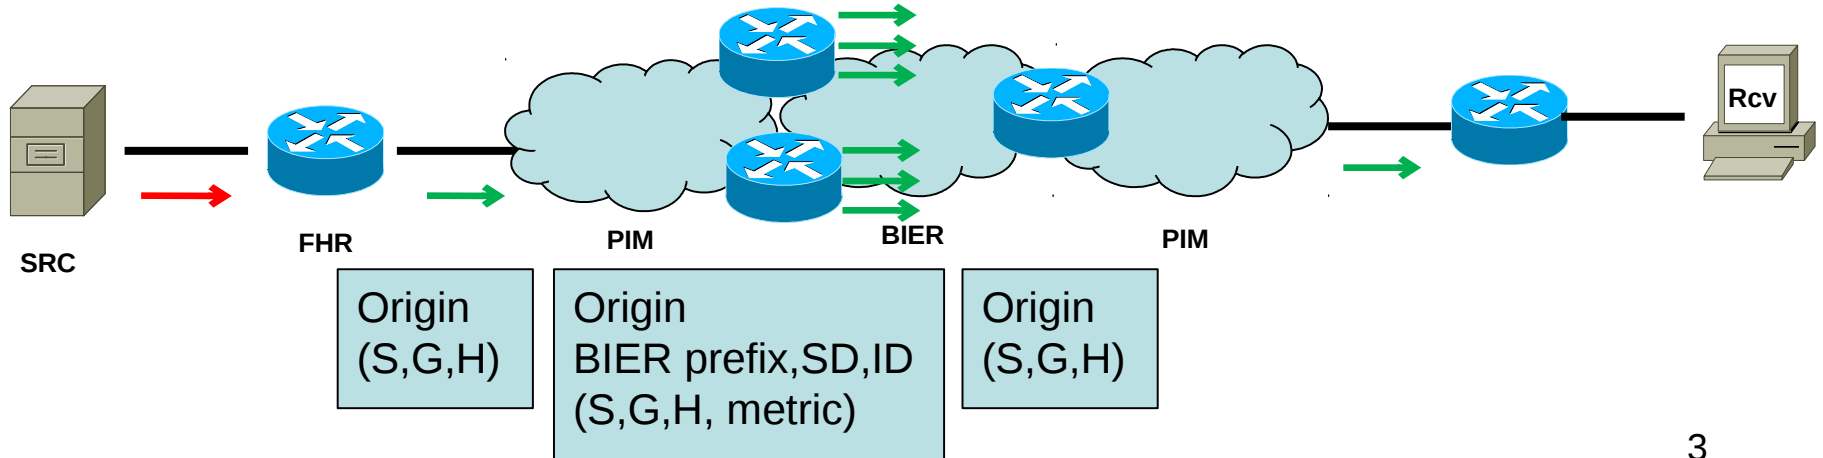 Rcv
SRC
FHR
PIM
BIER
PIM
Origin
(S,G,H)
Origin
BIER prefix,SD,ID
(S,G,H, metric)
Origin
(S,G,H)
3